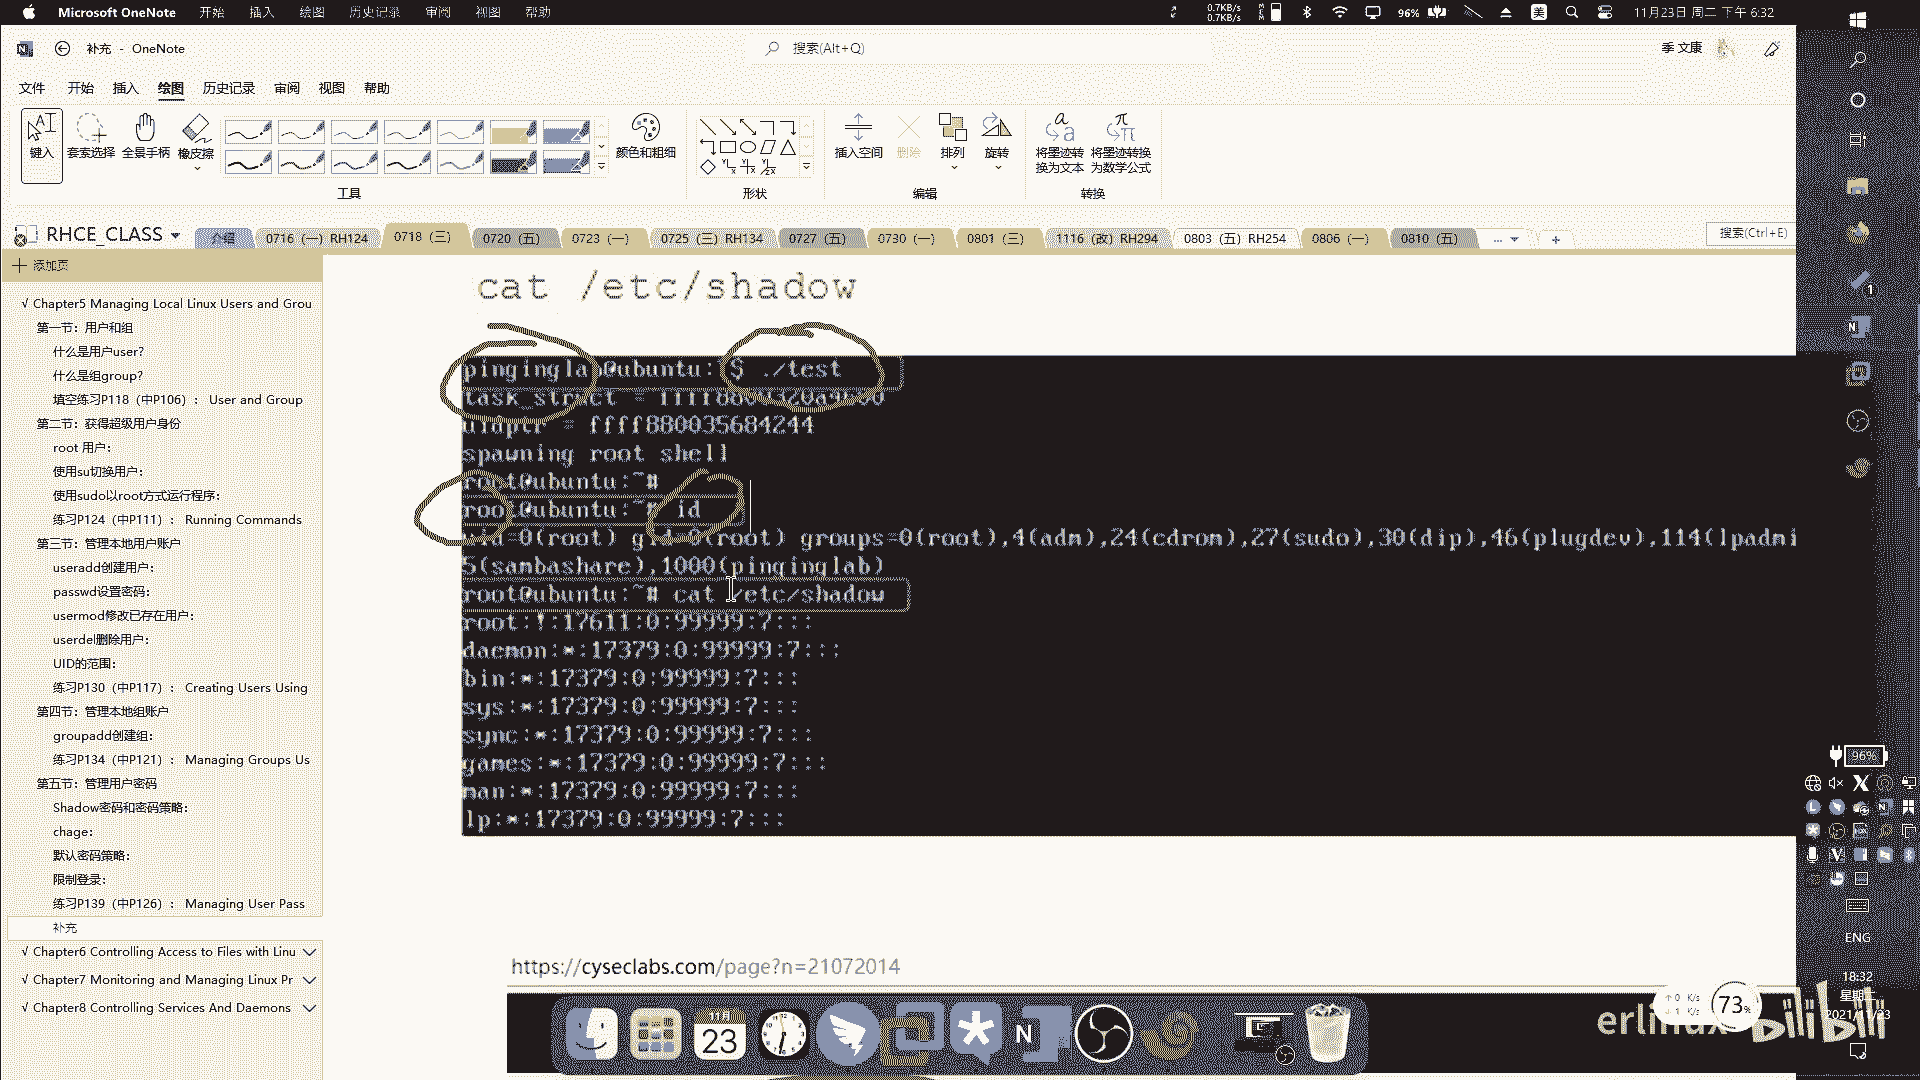 Microsoft OneNote 开始 插入 绘图 历史记录 审阅 视图 帮助
0.7KB/s
0.7KB/s
96%
美
11月23日 周二 下午 6:32
补充 - OneNote
搜索(Alt+Q)
季 文康
文件 开始 插入 绘图 历史记录 审阅 视图 帮助
键入 套索选择 全景手柄 橡皮擦
颜色和粗细
插入空间 删除 排列 旋转
将墨迹转换为文本
将墨迹转换为数学公式
工具 形状 编辑 转换
RHCE_CLASS
介绍 0716 (一) RH124 0718 (三) 0720 (五) 0723 (一) 0725 (三) RH134 0727 (五) 0730 (一) 0801 (三) 1116 (改) RH294 0803 (五) RH254 0806 (一) 0810 (五) ...
搜索(Ctrl+E)
添加页
√ Chapter5 Managing Local Linux Users and Grou
第一节：用户和组
什么是用户user?
什么是组group?
填空练习P118（中P106）： User and Group
第二节：获得超级用户身份
root 用户：
使用su切换用户：
使用sudo以root方式运行程序：
练习P124（中P111）： Running Commands
第三节：管理本地用户账户
useradd创建用户：
passwd设置密码：
usermod修改已存在用户：
userdel删除用户：
UID的范围：
练习P130（中P117）： Creating Users Using
第四节：管理本地组账户
groupadd创建组：
练习P134（中P121）： Managing Groups Us
第五节：管理用户密码
Shadow密码和密码策略：
chage：
默认密码策略：
限制登录：
练习P139（中P126）： Managing User Pass
补充
√ Chapter6 Controlling Access to Files with Linu
√ Chapter7 Monitoring and Managing Linux Pr
√ Chapter8 Controlling Services And Daemons
cat /etc/shadow
pinginglab@ubuntu:~$ ./test
spawning root shell
root@ubuntu:~#
root@ubuntu:~# id
uid=0(root) gid=0(root) groups=0(root),4(adm),24(cdrom),27(sudo),30(dip),46(plugdev),114(lpadmi
5(sambashare),1000(pinginglab)
root@ubuntu:~# cat /etc/shadow
root:!:17611:0:99999:7:::
daemon:*:17379:0:99999:7:::
bin:*:17379:0:99999:7:::
sys:*:17379:0:99999:7:::
sync:*:17379:0:99999:7:::
games:*:17379:0:99999:7:::
man:*:17379:0:99999:7:::
lp:*:17379:0:99999:7:::
https://cyseclabs.com/page?n=21072014
11月
23
96%
ENG
18:32
星期二
2021/11/23
0 K/s
1 K/s
73%
erlinux bilibili